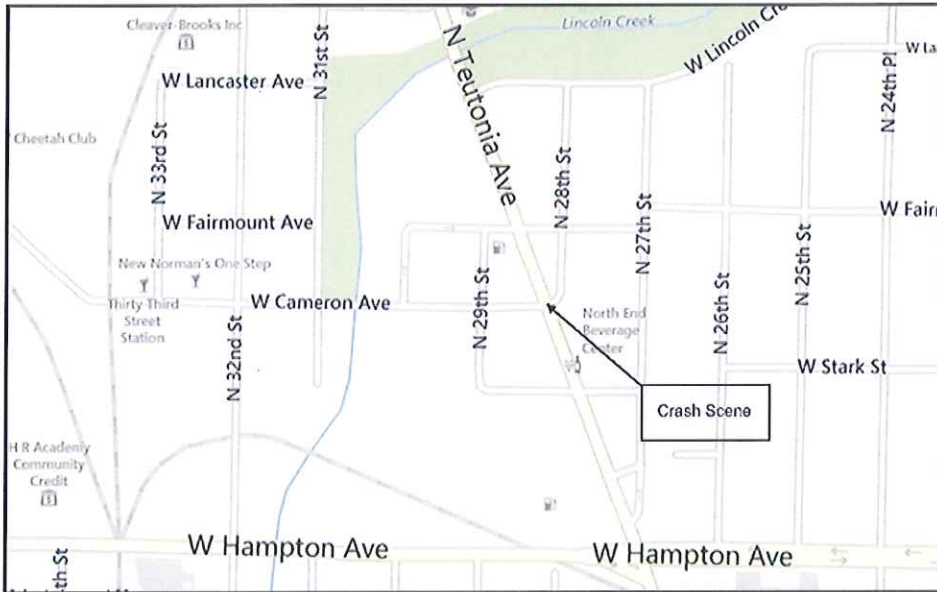 Cleaver-Brooks Inc
Lincoln Creek
N Teutonia Ave
W Lincoln Cre
W La
N 24th Pl
N 31st St
W Lancaster Ave
Cheetah Club
N 33rd St
N 28th St
W Fairmount Ave
W Fairr
N 27th St
N 25th St
New Norman's One Step
W Cameron Ave
Thirty Third
Street
Station
N 29th St
N 26th St
North End
Beverage
Center
N 32nd St
W Stark St
Crash Scene
H R Academy
Community
Credit
W Hampton Ave
W Hampton Ave
th St